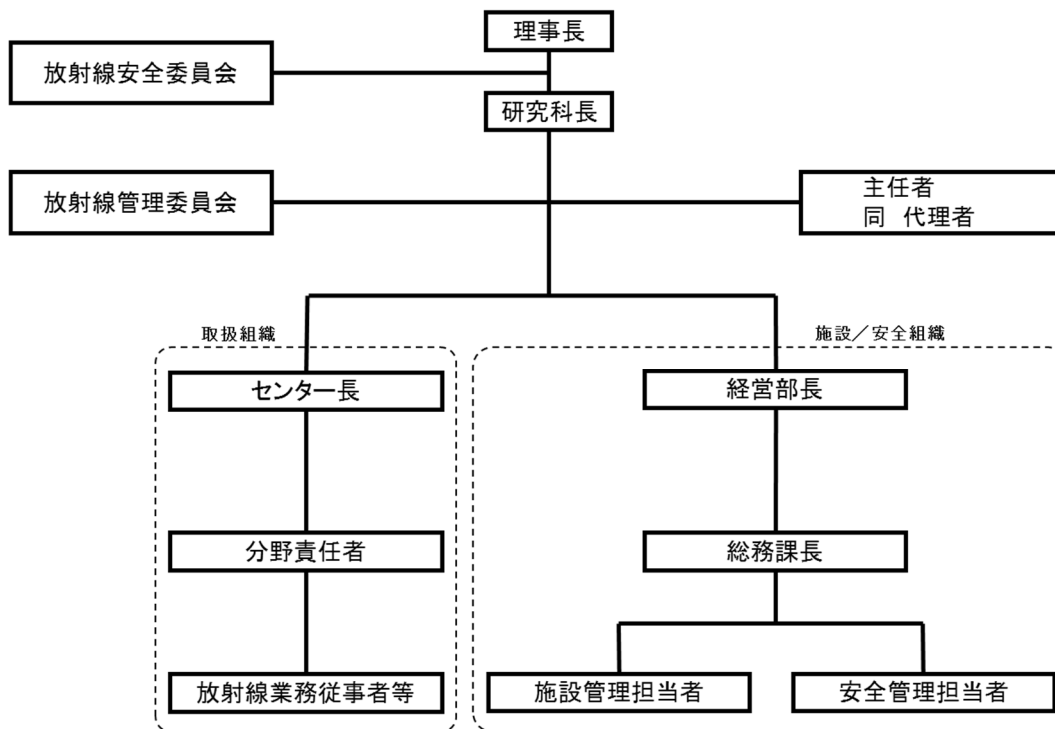 理事長
放射線安全委員会
研究科長
放射線管理委員会
主任者
同　代理者
取扱組織
施設／安全組織
センター長
経営部長
分野責任者
総務課長
放射線業務従事者等
施設管理担当者
安全管理担当者